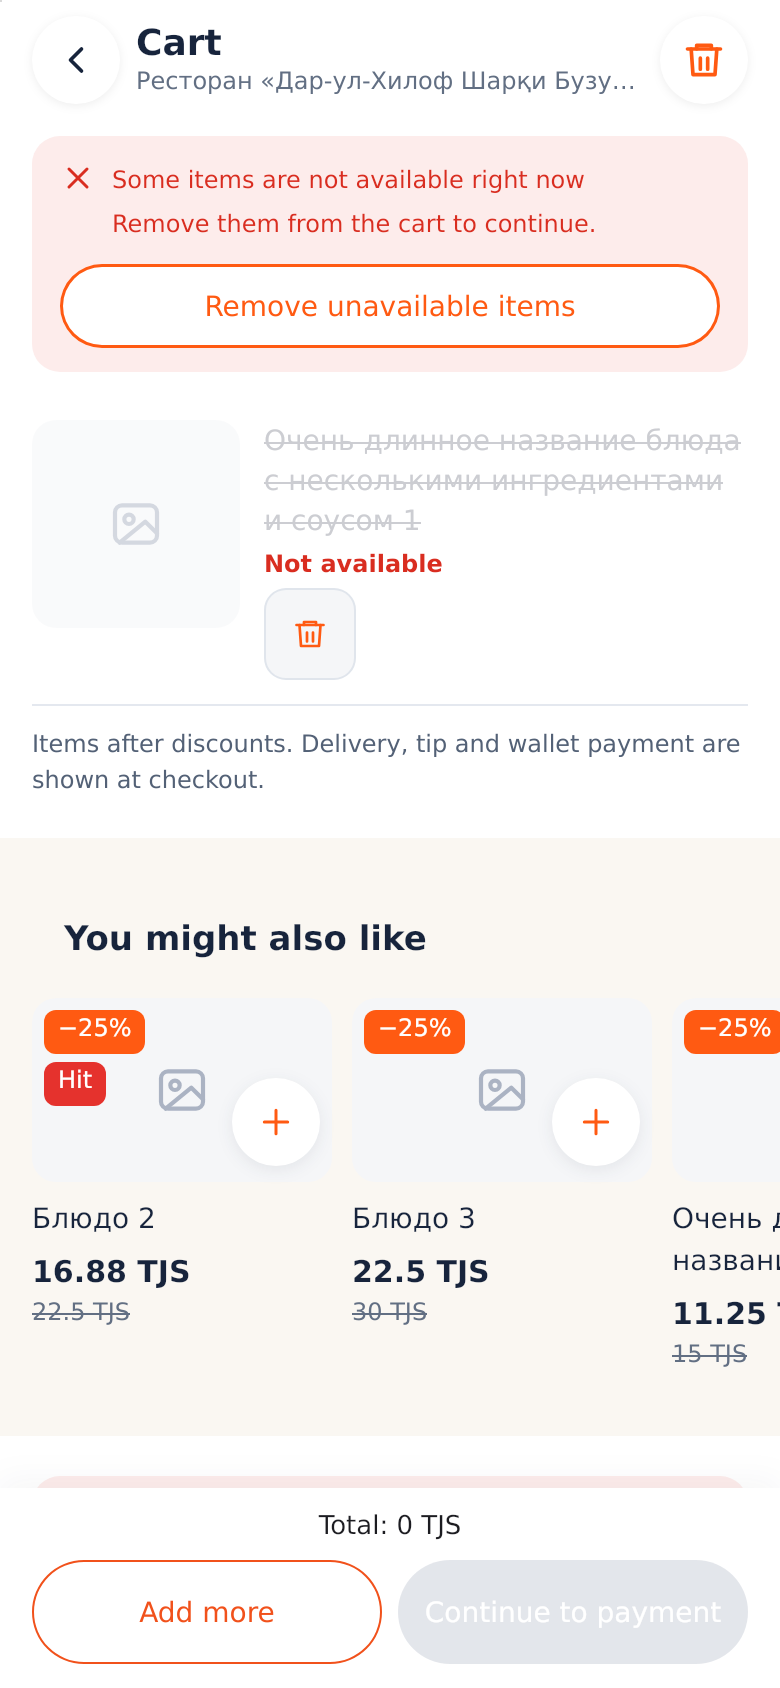 Cart
Ресторан «Дар-ул-Хилоф Шарқи Бузу...
Some items are not available right now
Remove them from the cart to continue.
Remove unavailable items
Очень длинное название блюда
с несколькими ингредиентами
и соусом 1
Not available
Items after discounts. Delivery, tip and wallet payment are
shown at checkout.
You might also like
−25%
Hit
Блюдо 2
16.88 TJS
22.5 TJS
−25%
Блюдо 3
22.5 TJS
30 TJS
−25%
Очень
11.25
15 TJS
Total: 0 TJS
Add more
Continue to payment